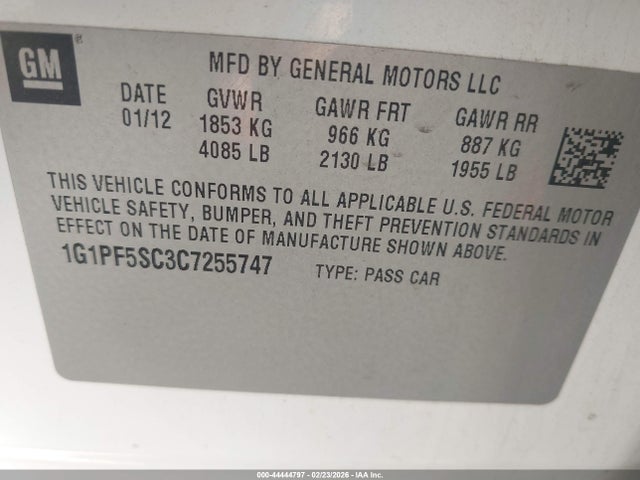 GM
MFD BY GENERAL MOTORS LLC
DATE GVWR GAWR FRT GAWR RR
01/12 1853 KG 966 KG 887 KG
4085 LB 2130 LB 1955 LB
THIS VEHICLE CONFORMS TO ALL APPLICABLE U.S. FEDERAL MOTOR
VEHICLE SAFETY, BUMPER, AND THEFT PREVENTION STANDARDS IN
EFFECT ON THE DATE OF MANUFACTURE SHOWN ABOVE.
1G1PF5SC3C7255747 TYPE: PASS CAR
000-44444797 - 02/23/2026 - IAA Inc.